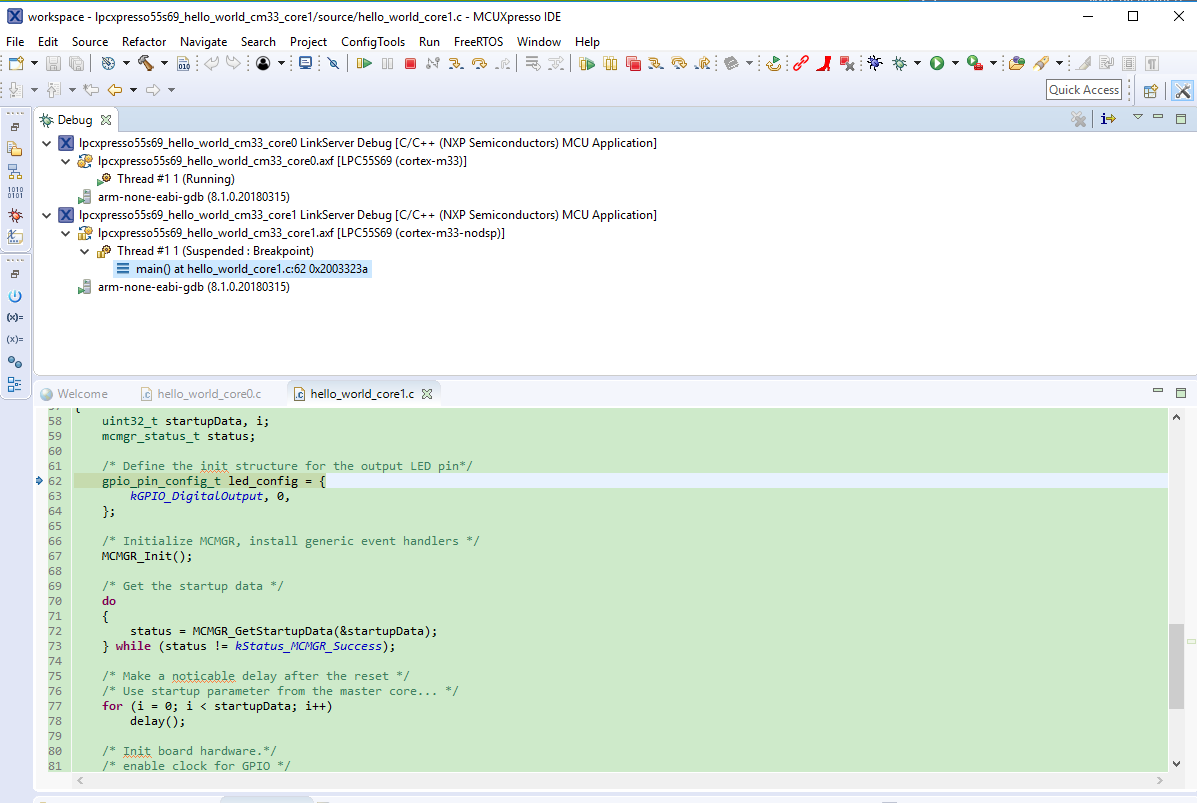 workspace - lpcxpresso55s69_hello_world_cm33_core1/source/hello_world_core1.c - MCUXpresso IDE
File Edit Source Refactor Navigate Search Project ConfigTools Run FreeRTOS Window Help
Quick Access
Debug
lpcxpresso55s69_hello_world_cm33_core0 LinkServer Debug [C/C++ (NXP Semiconductors) MCU Application]
lpcxpresso55s69_hello_world_cm33_core0.axf [LPC55S69 (cortex-m33)]
Thread #1 1 (Running)
arm-none-eabi-gdb (8.1.0.20180315)
lpcxpresso55s69_hello_world_cm33_core1 LinkServer Debug [C/C++ (NXP Semiconductors) MCU Application]
lpcxpresso55s69_hello_world_cm33_core1.axf [LPC55S69 (cortex-m33-nodsp)]
Thread #1 1 (Suspended : Breakpoint)
main() at hello_world_core1.c:62 0x2003323a
arm-none-eabi-gdb (8.1.0.20180315)
Welcome hello_world_core0.c hello_world_core1.c
57 {
58 uint32_t startupData, i;
59 mcmgr_status_t status;
60
61 /* Define the init structure for the output LED pin*/
62 gpio_pin_config_t led_config = {
63 kGPIO_DigitalOutput, 0,
64 };
65
66 /* Initialize MCMGR, install generic event handlers */
67 MCMGR_Init();
68
69 /* Get the startup data */
70 do
71 {
72 status = MCMGR_GetStartupData(&startupData);
73 } while (status != kStatus_MCMGR_Success);
74
75 /* Make a noticable delay after the reset */
76 /* Use startup parameter from the master core... */
77 for (i = 0; i < startupData; i++)
78 delay();
79
80 /* Init board hardware.*/
81 /* enable clock for GPIO */